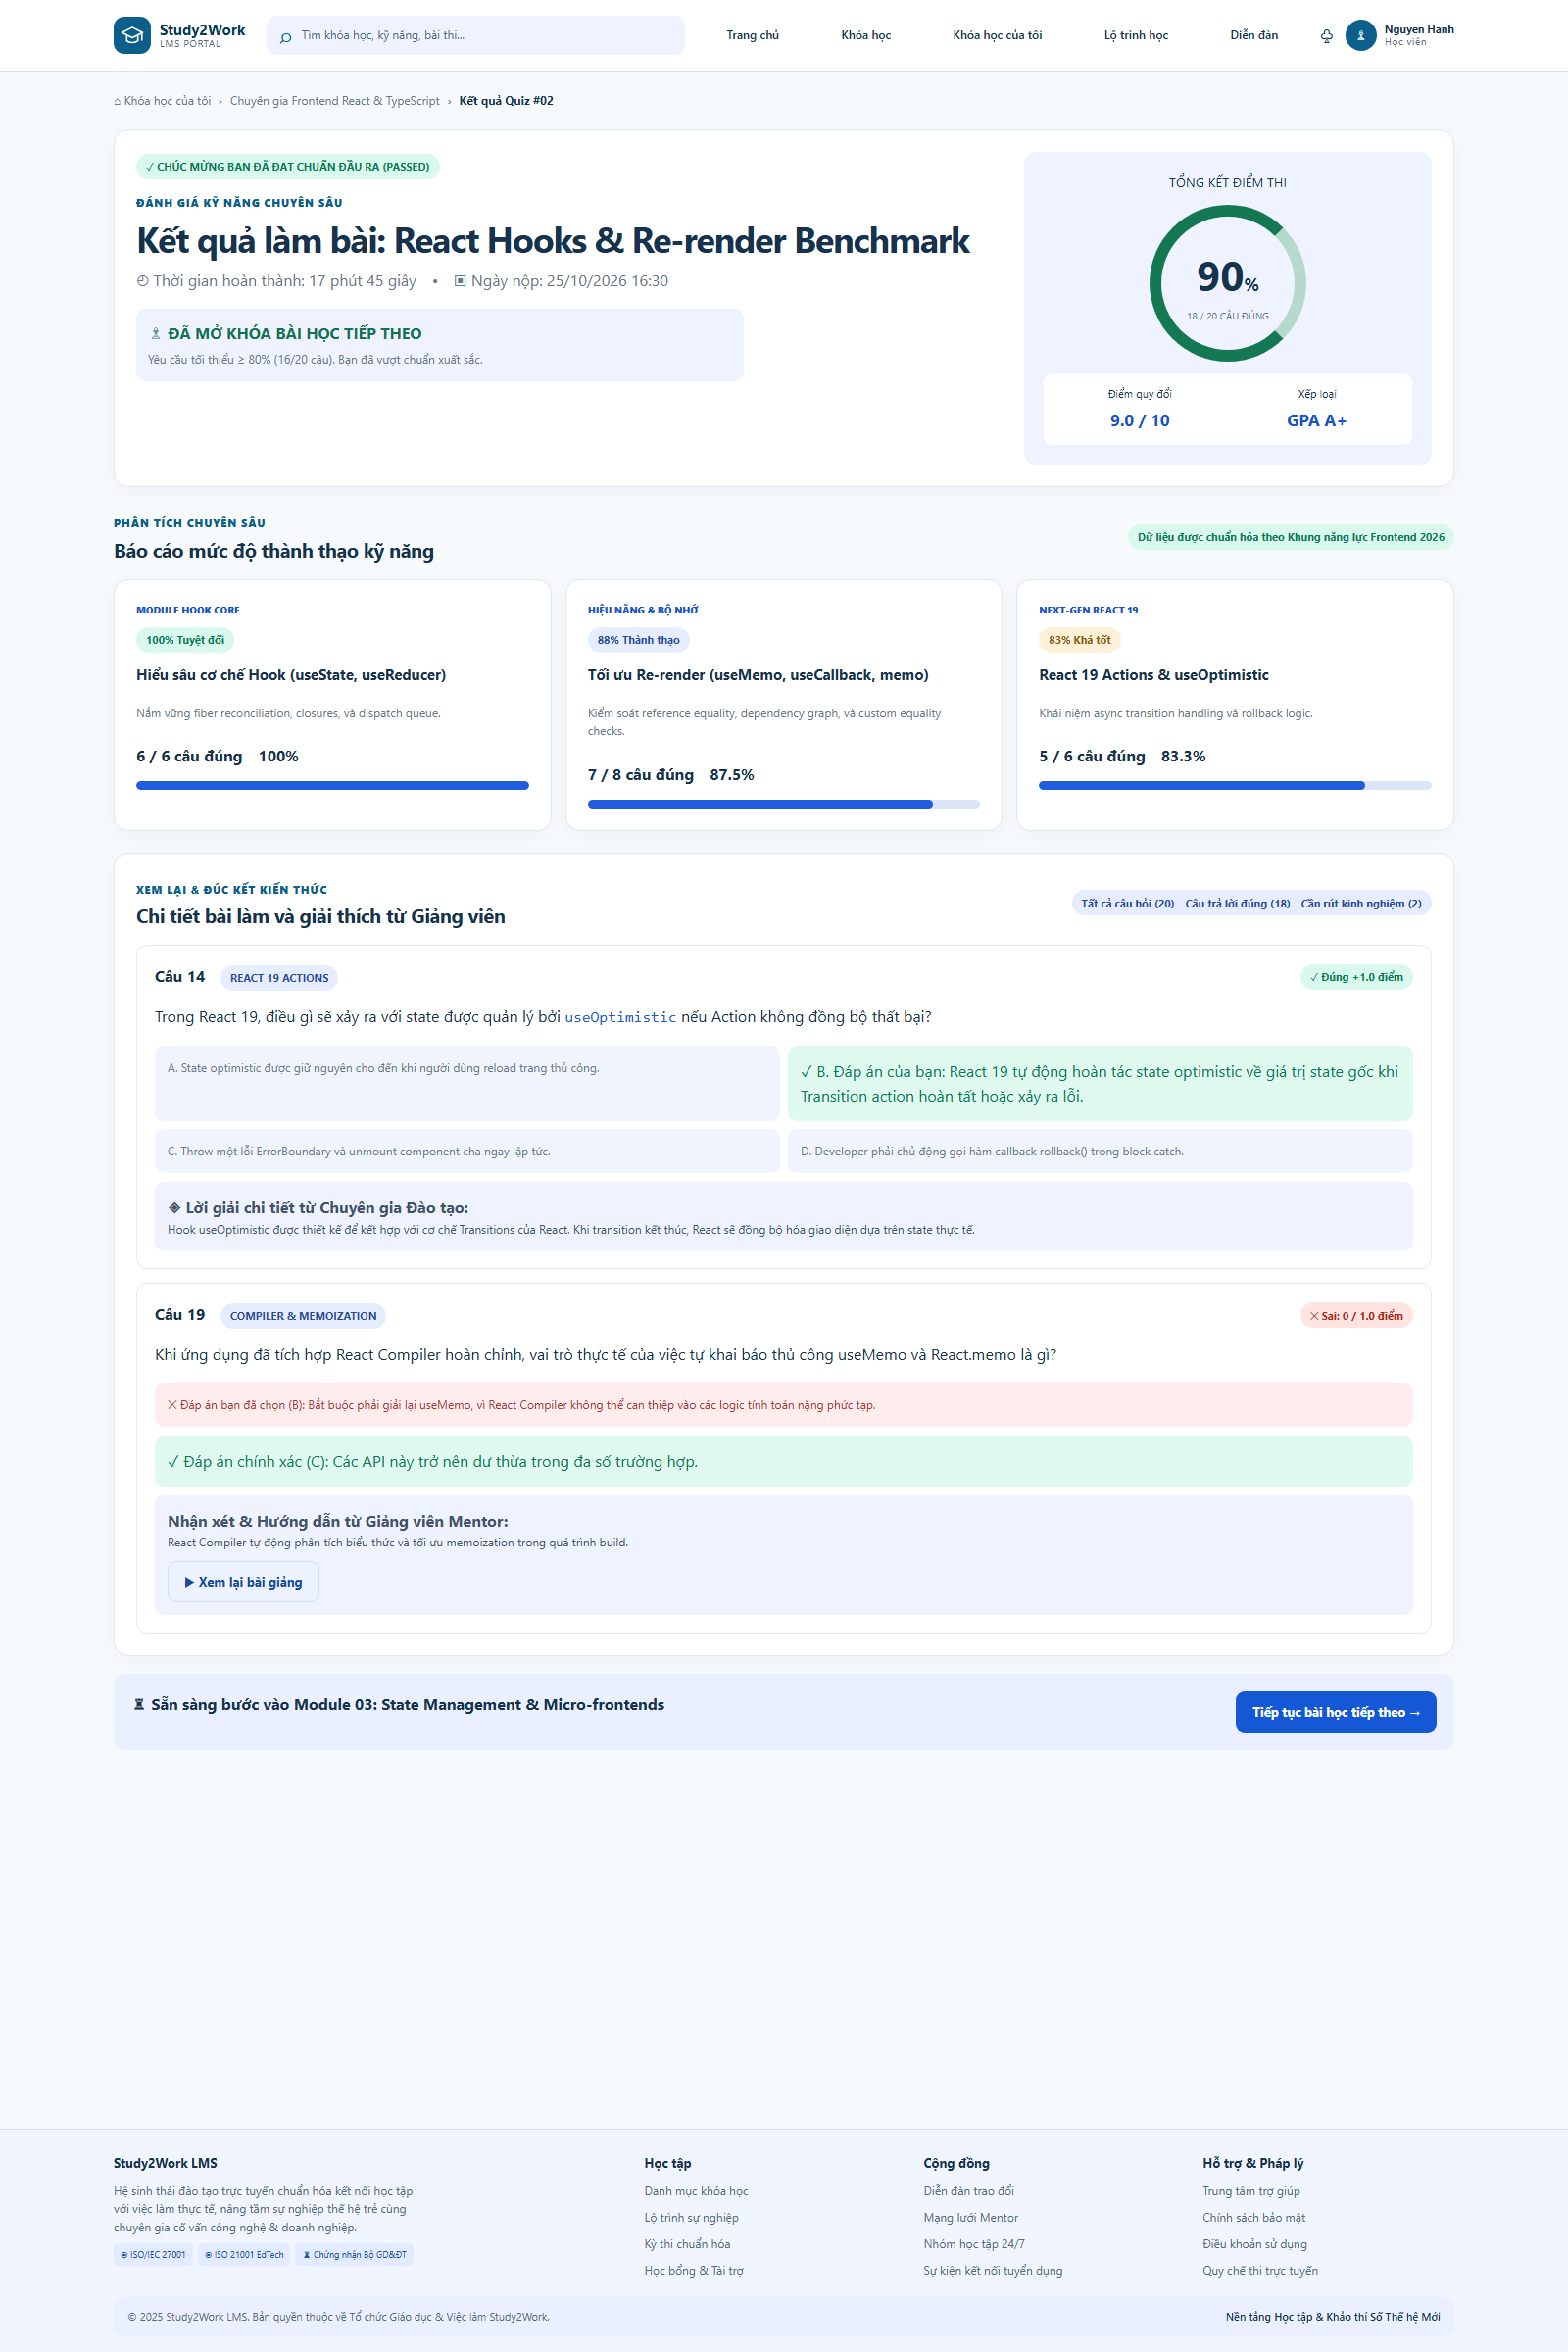 Study2Work
LMS PORTAL
Tìm khóa học, kỹ năng, bài thi...
Trang chủ
Khóa học
Khóa học của tôi
Lộ trình học
Diễn đàn
Nguyen Hanh
Học viên
Khóa học của tôi › Chuyên gia Frontend React & TypeScript › Kết quả Quiz #02
✓ CHÚC MỪNG BẠN ĐÃ ĐẠT CHUẨN ĐẦU RA (PASSED)
ĐÁNH GIÁ KỸ NĂNG CHUYÊN SÂU
Kết quả làm bài: React Hooks & Re-render Benchmark
Thời gian hoàn thành: 17 phút 45 giây • Ngày nộp: 25/10/2026 16:30
ĐÃ MỞ KHÓA BÀI HỌC TIẾP THEO
Yêu cầu tối thiểu ≥ 80% (16/20 câu). Bạn đã vượt chuẩn xuất sắc.
TỔNG KẾT ĐIỂM THI
90%
18 / 20 CÂU ĐÚNG
Điểm quy đổi
9.0 / 10
Xếp loại
GPA A+
PHÂN TÍCH CHUYÊN SÂU
Báo cáo mức độ thành thạo kỹ năng
Dữ liệu được chuẩn hóa theo Khung năng lực Frontend 2026
MODULE HOOK CORE
100% Tuyệt đối
Hiểu sâu cơ chế Hook (useState, useReducer)
Nắm vững fiber reconciliation, closures, và dispatch queue.
6 / 6 câu đúng 100%
HIỆU NĂNG & BỘ NHỚ
88% Thành thạo
Tối ưu Re-render (useMemo, useCallback, memo)
Kiểm soát reference equality, dependency graph, và custom equality
checks.
7 / 8 câu đúng 87.5%
NEXT-GEN REACT 19
83% Khá tốt
React 19 Actions & useOptimistic
Khái niệm async transition handling và rollback logic.
5 / 6 câu đúng 83.3%
XEM LẠI & ĐÚC KẾT KIẾN THỨC
Chi tiết bài làm và giải thích từ Giảng viên
Tất cả câu hỏi (20) Câu trả lời đúng (18) Cần rút kinh nghiệm (2)
Câu 14 REACT 19 ACTIONS
✓ Đúng +1.0 điểm
Trong React 19, điều gì sẽ xảy ra với state được quản lý bởi useOptimistic nếu Action không đồng bộ thất bại?
A. State optimistic được giữ nguyên cho đến khi người dùng reload trang thủ công.
✓ B. Đáp án của bạn: React 19 tự động hoàn tác state optimistic về giá trị state gốc khi
Transition action hoàn tất hoặc xảy ra lỗi.
C. Throw một lỗi ErrorBoundary và unmount component cha ngay lập tức.
D. Developer phải chủ động gọi hàm callback rollback() trong block catch.
◈ Lời giải chi tiết từ Chuyên gia Đào tạo:
Hook useOptimistic được thiết kế để kết hợp với cơ chế Transitions của React. Khi transition kết thúc, React sẽ đồng bộ hóa giao diện dựa trên state thực tế.
Câu 19 COMPILER & MEMOIZATION
✕ Sai: 0 / 1.0 điểm
Khi ứng dụng đã tích hợp React Compiler hoàn chỉnh, vai trò thực tế của việc tự khai báo thủ công useMemo và React.memo là gì?
✕ Đáp án bạn đã chọn (B): Bắt buộc phải giải lại useMemo, vì React Compiler không thể can thiệp vào các logic tính toán nặng phức tạp.
✓ Đáp án chính xác (C): Các API này trở nên dư thừa trong đa số trường hợp.
Nhận xét & Hướng dẫn từ Giảng viên Mentor:
React Compiler tự động phân tích biểu thức và tối ưu memoization trong quá trình build.
▶ Xem lại bài giảng
Sẵn sàng bước vào Module 03: State Management & Micro-frontends
Tiếp tục bài học tiếp theo →
Study2Work LMS
Hệ sinh thái đào tạo trực tuyến chuẩn hóa kết nối học tập
với việc làm thực tế, nâng tầm sự nghiệp thế hệ trẻ cùng
chuyên gia cố vấn công nghệ & doanh nghiệp.
ISO/IEC 27001
ISO 21001 EdTech
Chứng nhận Bộ GD&ĐT
Học tập
Danh mục khóa học
Lộ trình sự nghiệp
Kỳ thi chuẩn hóa
Học bổng & Tài trợ
Cộng đồng
Diễn đàn trao đổi
Mạng lưới Mentor
Nhóm học tập 24/7
Sự kiện kết nối tuyển dụng
Hỗ trợ & Pháp lý
Trung tâm trợ giúp
Chính sách bảo mật
Điều khoản sử dụng
Quy chế thi trực tuyến
© 2025 Study2Work LMS. Bản quyền thuộc về Tổ chức Giáo dục & Việc làm Study2Work.
Nền tảng Học tập & Khảo thí Số Thế hệ Mới